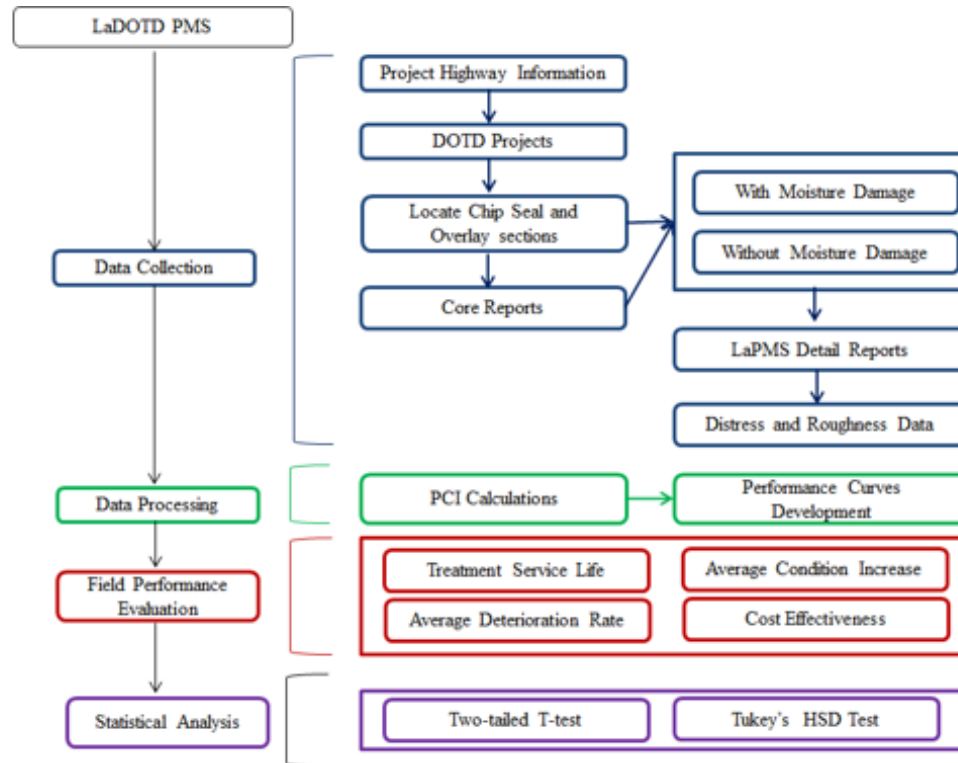 LaDOTD PMS
Project Highway Information
DOTD Projects
Locate Chip Seal and
Overlay sections
Core Reports
With Moisture Damage
Without Moisture Damage
LaPMS Detail Reports
Distress and Roughness Data
Data Collection
Data Processing
PCI Calculations
Performance Curves
Development
Field Performance
Evaluation
Treatment Service Life
Average Condition Increase
Average Deterioration Rate
Cost Effectiveness
Statistical Analysis
Two-tailed T-test
Tukey's HSD Test